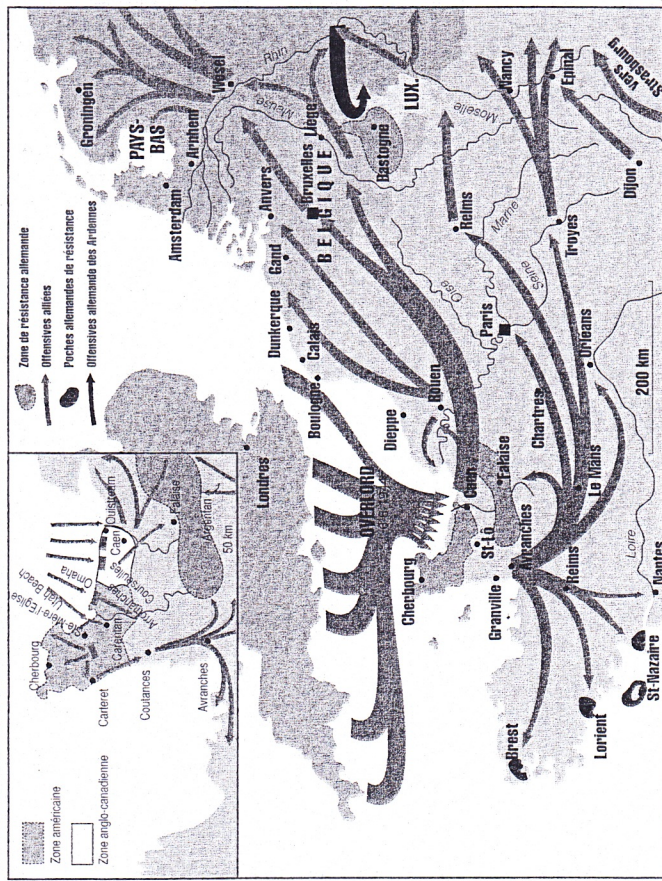 Zone américaine
Zone anglo-canadienne
Cherbourg
Carteret
Coutances
Avranches
Ste-Mère-l'Église
Utah Beach
Omaha
Carentan
Arromanches
Courseulles
Caen
Ouistreham
Falaise
Argentan
50 km
Zone de résistance allemande
Offensives alliées
Poches allemandes de résistance
Offensives allemande des Ardennes
Groningen
PAYS-
BAS
Amsterdam
Arnhem
Wesel
Rhin
Meuse
Londres
Dunkerque
Calais
Boulogne
Gand
Anvers
Bruxelles
Liège
BELGIQUE
Bastogne
LUX.
OVERLORD
Dieppe
Rouen
Cherbourg
Caen
St-Lô
Falaise
Granville
Avranches
Oise
Reims
Marne
Seine
Paris
Moselle
Nancy
Epinal
vers
Strasbourg
Troyes
Dijon
Chartres
Orléans
Le Mans
Reims
Brest
Lorient
St-Nazaire
Nantes
Loire
200 km